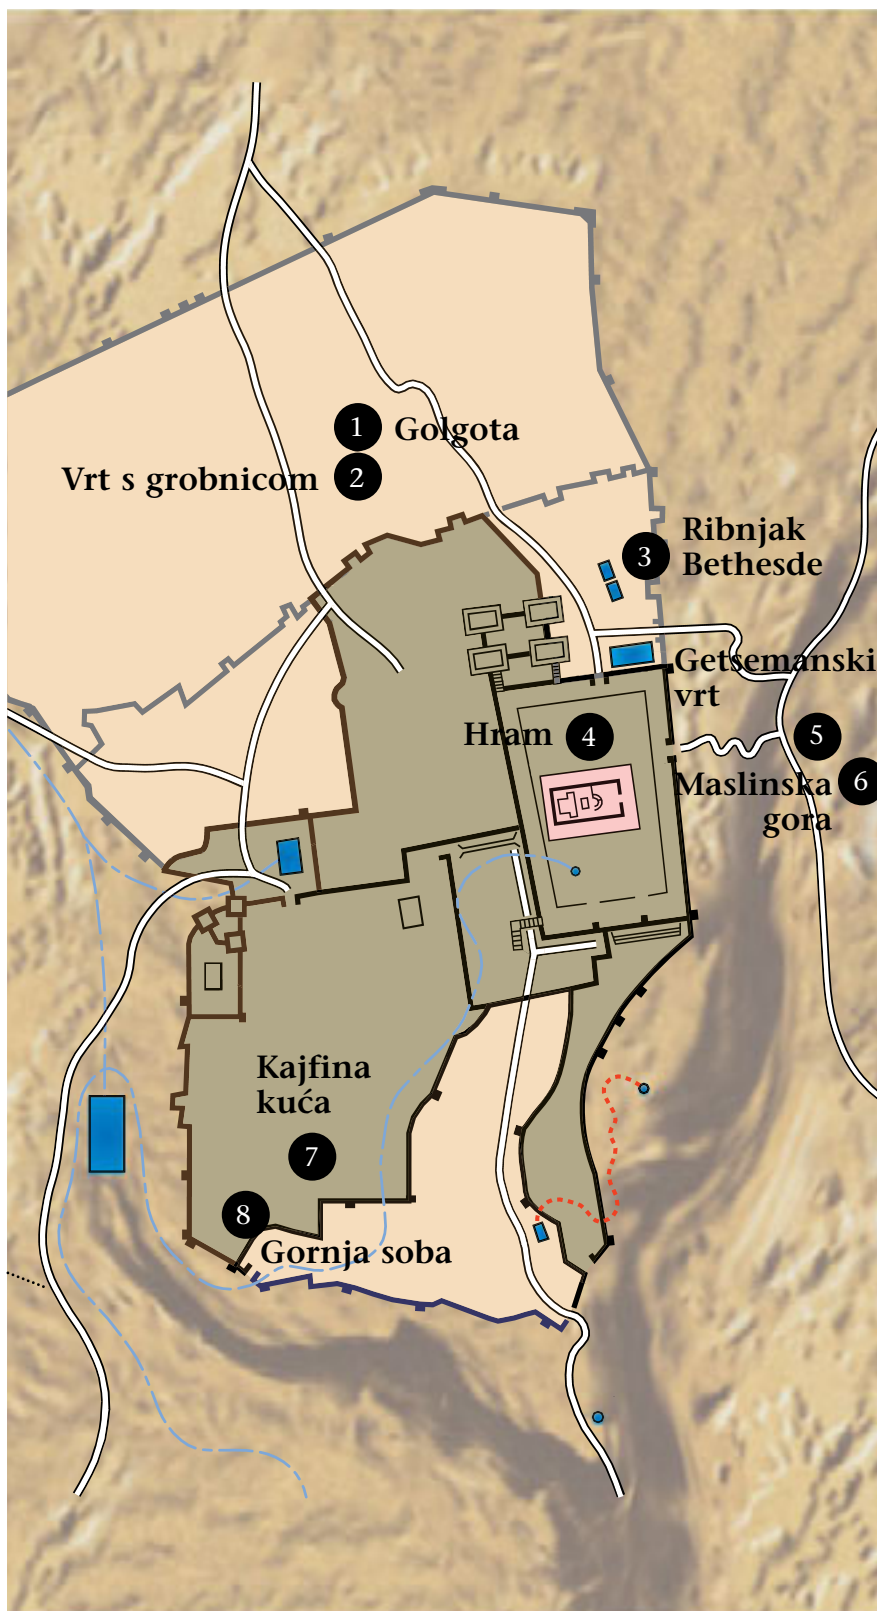 1 Golgota
Vrt s grobnicom 2
3 Ribnjak
Bethesde
Getsemanski
vrt
Hram 4
5
Maslinska 6
gora
Kajfina
kuća
7
8
Gornja soba